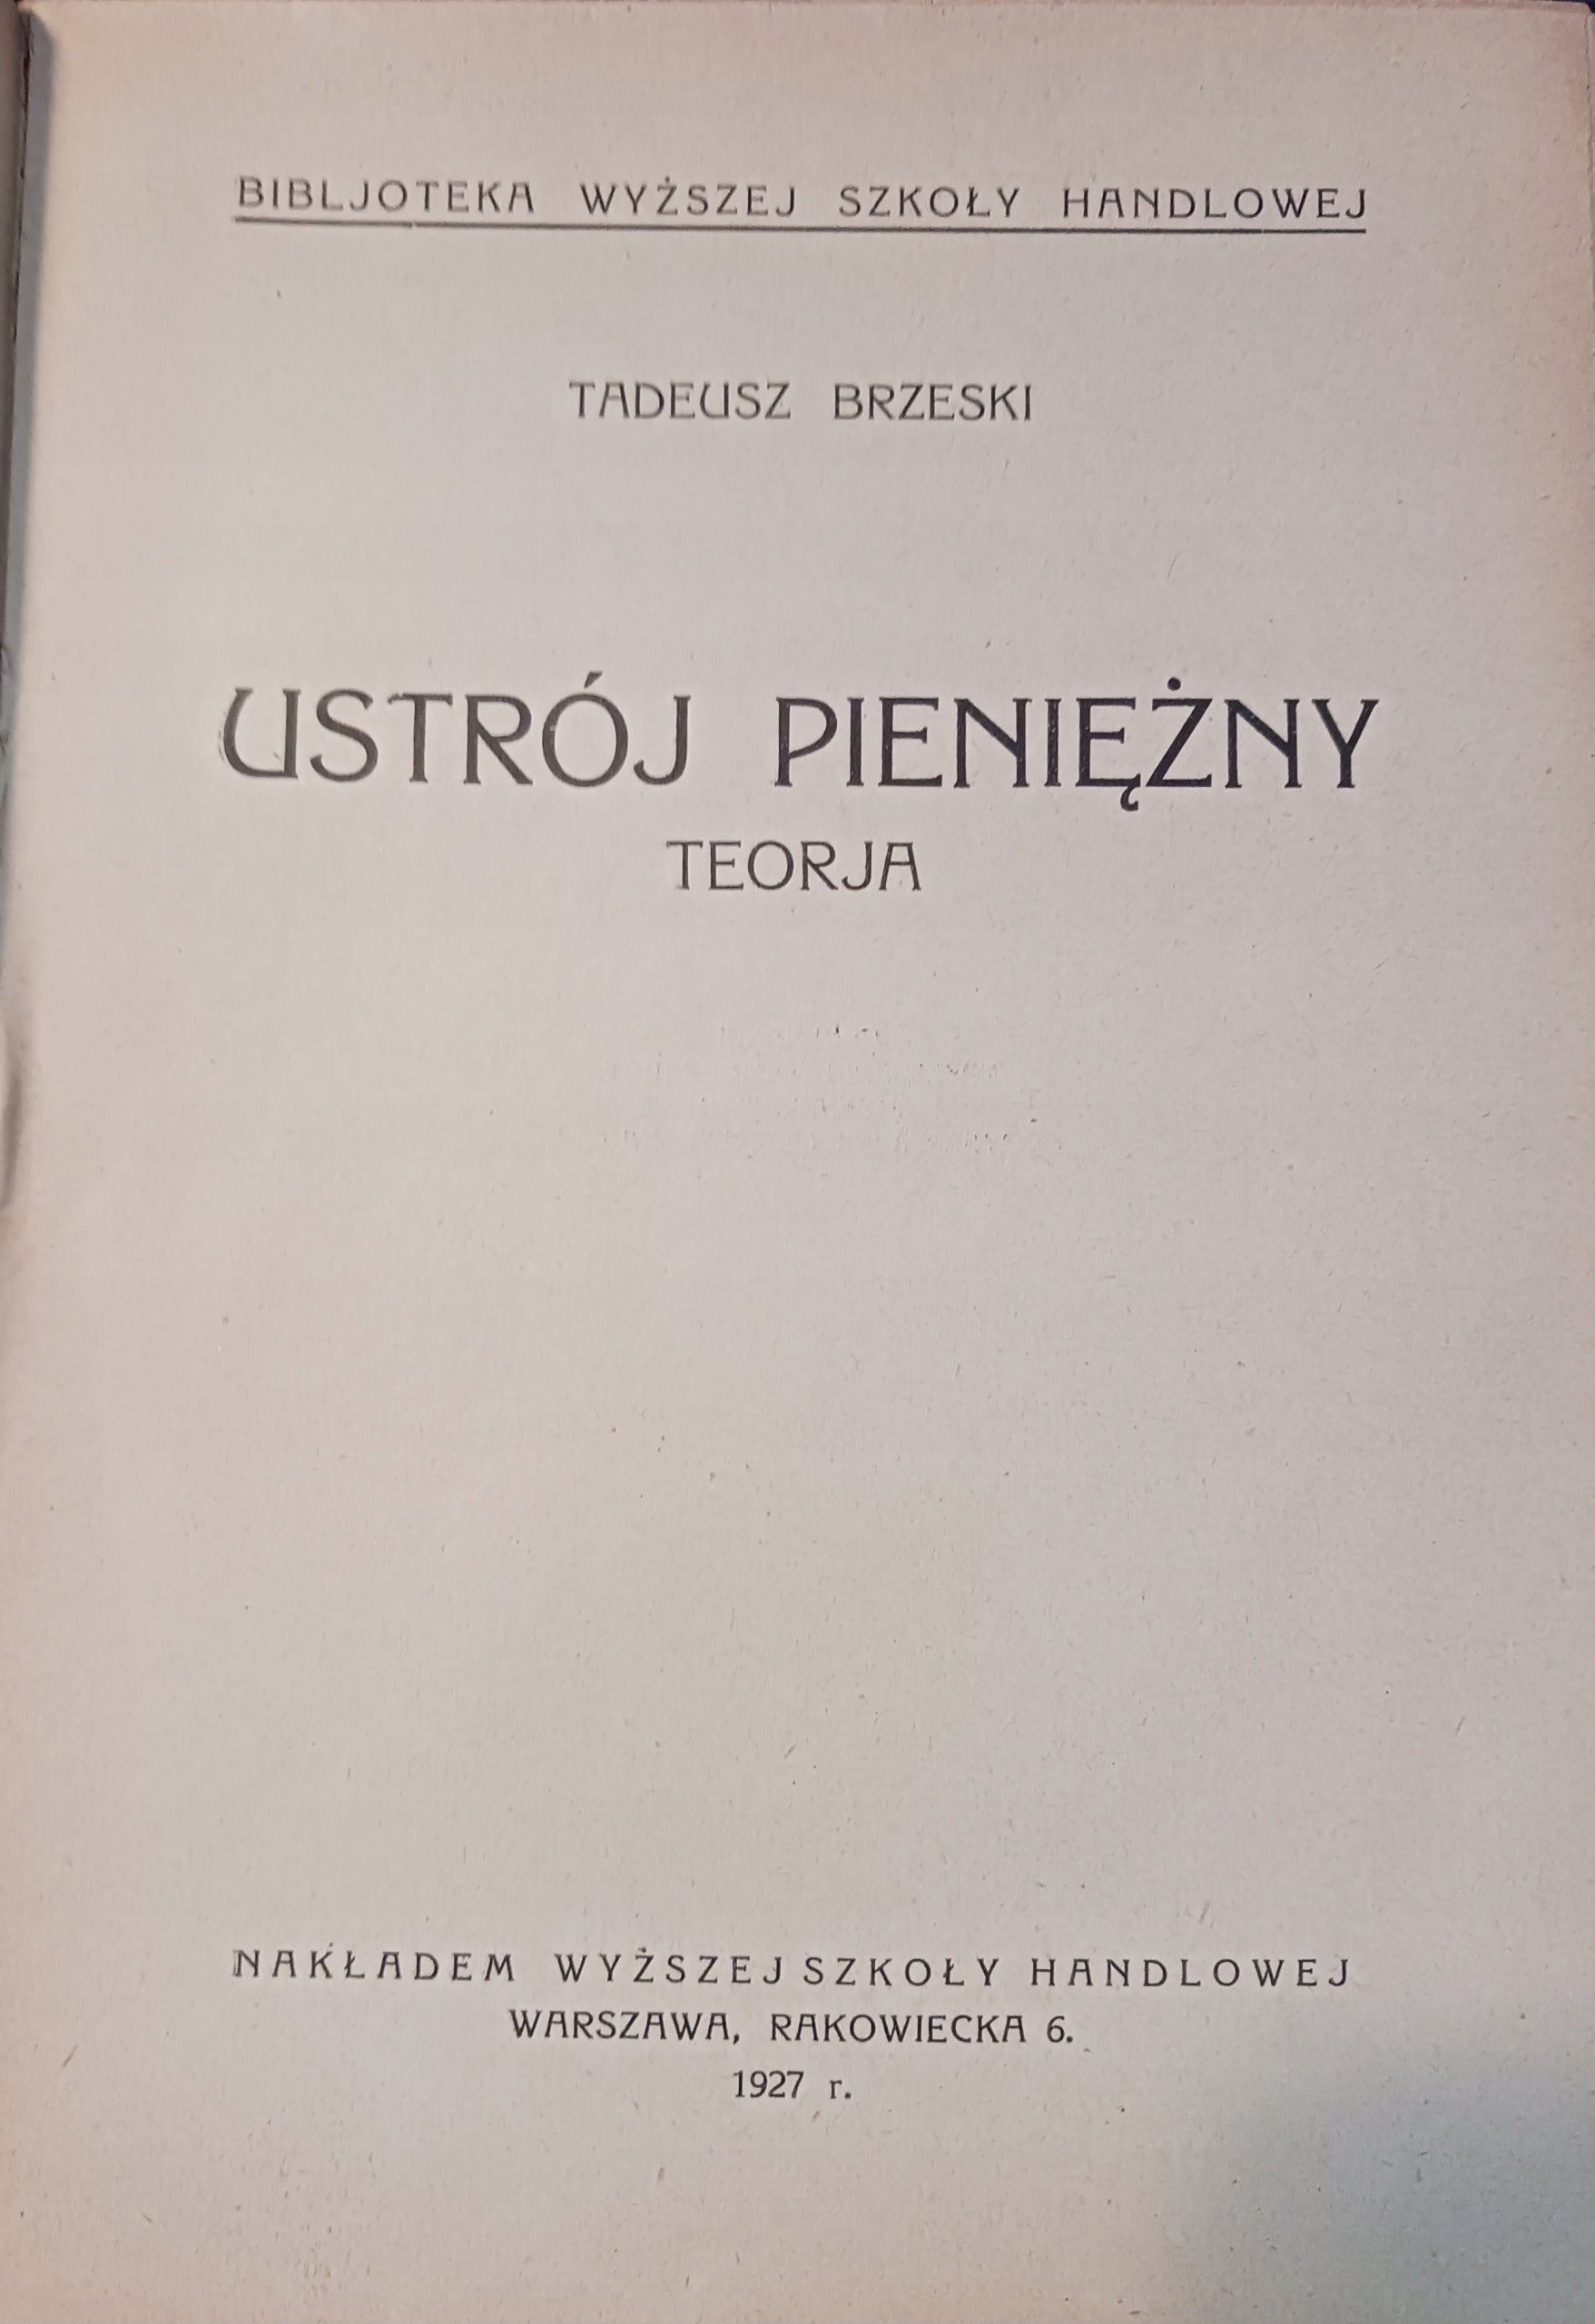 BIBLJOTEKA WYŻSZEJ SZKOŁY HANDLOWEJ
TADEUSZ BRZESKI
USTRÓJ PIENIĘŻNY
TEORJA
NAKŁADEM WYŻSZEJ SZKOŁY HANDLOWEJ
WARSZAWA, RAKOWIECKA 6.
1927 r.